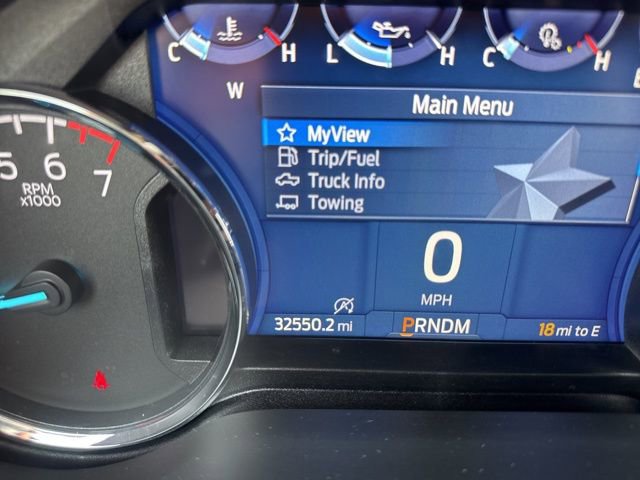 C H
L H
C H
W
Main Menu
MyView
Trip/Fuel
Truck Info
Towing
5 6 7
RPM
x1000
0
MPH
32550.2 mi
PRNDM
18 mi to E